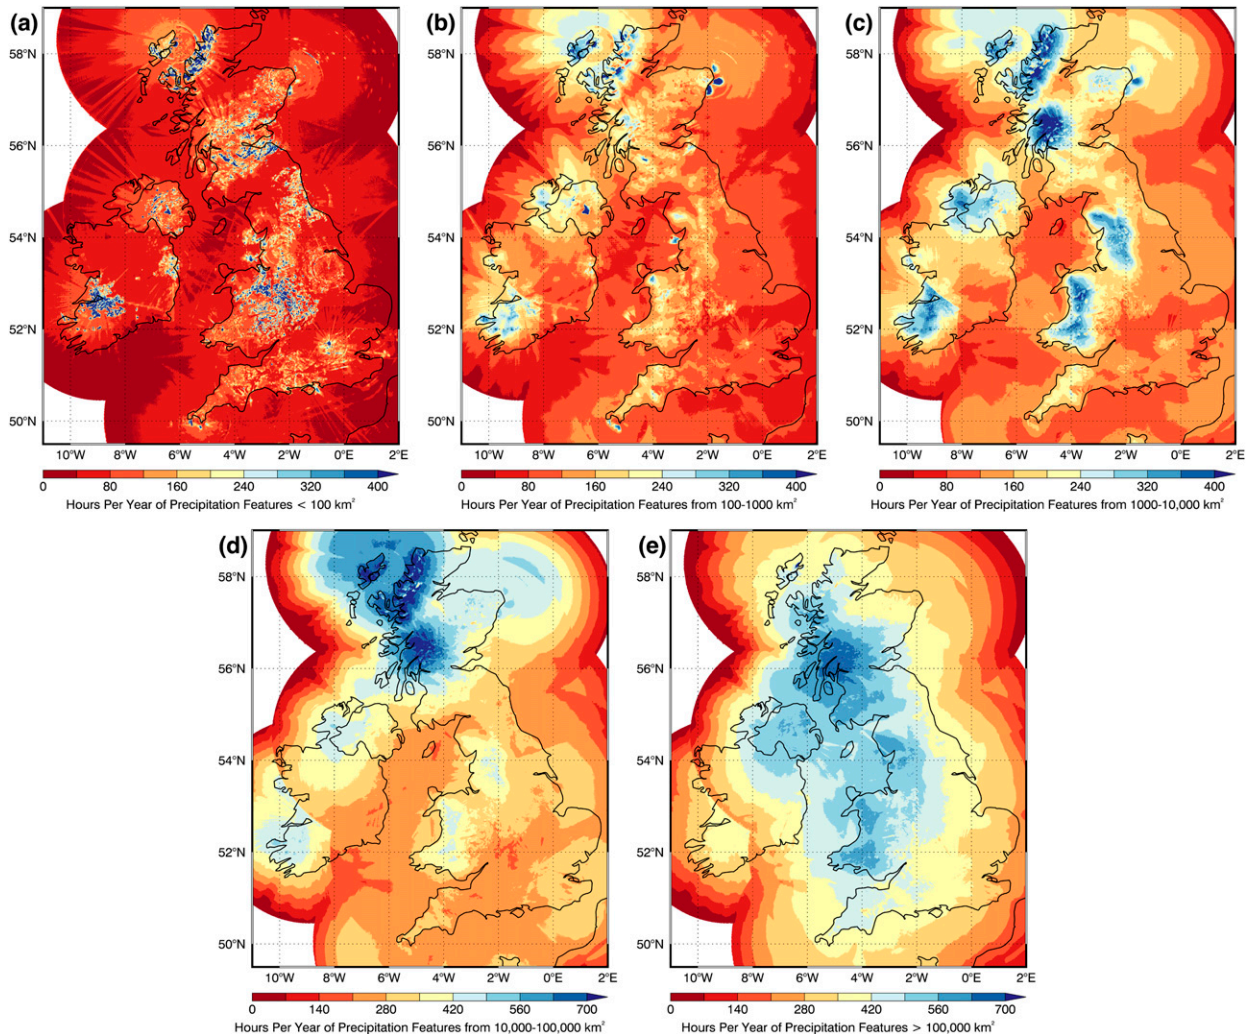 (a)
58°N
56°N
54°N
52°N
50°N
10°W 8°W 6°W 4°W 2°W 0°W 2°E
0 80 160 240 320 400
Hours Per Year of Precipitation Features < 100 km²
(b)
58°N
56°N
54°N
52°N
50°N
10°W 8°W 6°W 4°W 2°W 0°W 2°E
0 80 160 240 320 400
Hours Per Year of Precipitation Features from 100-1000 km²
(c)
58°N
56°N
54°N
52°N
50°N
10°W 8°W 6°W 4°W 2°W 0°W 2°E
0 80 160 240 320 400
Hours Per Year of Precipitation Features from 1000-10,000 km²
(d)
58°N
56°N
54°N
52°N
50°N
10°W 8°W 6°W 4°W 2°W 0°E 2°E
0 140 280 420 560 700
Hours Per Year of Precipitation Features from 10,000-100,000 km²
(e)
58°N
56°N
54°N
52°N
50°N
10°W 8°W 6°W 4°W 2°W 0°E 2°E
0 140 280 420 560 700
Hours Per Year of Precipitation Features > 100,000 km²